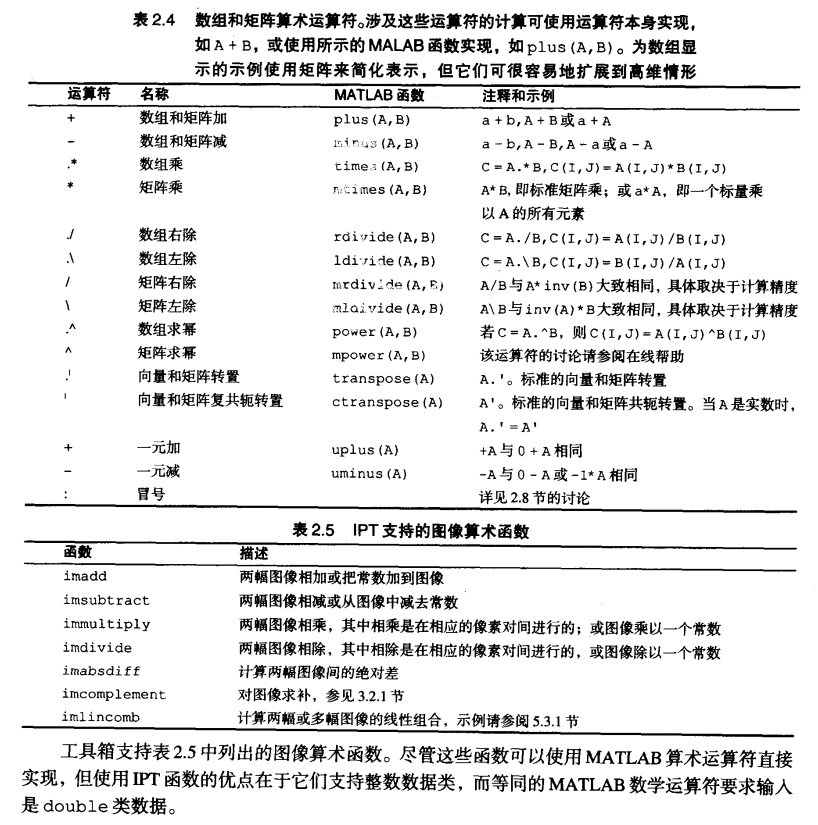 表 2.4 数组和矩阵算术运算符。涉及这些运算符的计算可使用运算符本身实现，
如 A + B，或使用所示的 MALAB 函数实现，如 plus (A, B)。为数组显
示的示例使用矩阵来简化表示，但它们可很容易地扩展到高维情形
运算符 名称 MATLAB 函数 注释和示例
+ 数组和矩阵加 plus (A, B) a + b, A + B 或 a + A
- 数组和矩阵减 minus (A, B) a - b, A - B, A - a 或 a - A
.* 数组乘 times (A, B) C = A.* B, C (I, J) = A (I, J) * B (I, J)
* 矩阵乘 mtimes (A, B) A* B, 即标准矩阵乘；或 a* A，即一个标量乘
以 A 的所有元素
./ 数组右除 rdivide (A, B) C = A./B, C (I, J) = A (I, J) /B (I, J)
.\ 数组左除 ldivide (A, B) C = A.\B, C (I, J) = B (I, J) /A (I, J)
/ 矩阵右除 mrdivide (A, B) A/B 与 A* inv (B) 大致相同，具体取决于计算精度
\ 矩阵左除 mldivide (A, B) A\B 与 inv (A) * B 大致相同，具体取决于计算精度
.^ 数组求幂 power (A, B) 若 C = A.^B，则 C (I, J) = A (I, J) ^B (I, J)
^ 矩阵求幂 mpower (A, B) 该运算符的讨论请参阅在线帮助
.' 向量和矩阵转置 transpose (A) A.'。标准的向量和矩阵转置
' 向量和矩阵复共轭转置 ctranspose (A) A'。标准的向量和矩阵共轭转置。当 A 是实数时，
A.' = A'
+ 一元加 uplus (A) +A 与 0 + A 相同
- 一元减 uminus (A) -A 与 0 - A 或 -1* A 相同
: 冒号 详见 2.8 节的讨论
表 2.5 IPT 支持的图像算术函数
函数 描述
imadd 两幅图像相加或把常数加到图像
imsubtract 两幅图像相减或从图像中减去常数
immultiply 两幅图像相乘，其中相乘是在相应的像素对间进行的；或图像乘以一个常数
imdivide 两幅图像相除，其中相除是在相应的像素对间进行的，或图像除以一个常数
imabsdiff 计算两幅图像间的绝对差
imcomplement 对图像求补，参见 3.2.1 节
imlincomb 计算两幅或多幅图像的线性组合，示例请参阅 5.3.1 节
工具箱支持表 2.5 中列出的图像算术函数。尽管这些函数可以使用 MATLAB 算术运算符直接
实现，但使用 IPT 函数的优点在于它们支持整数数据类，而等同的 MATLAB 数学运算符要求输入
是 double 类数据。